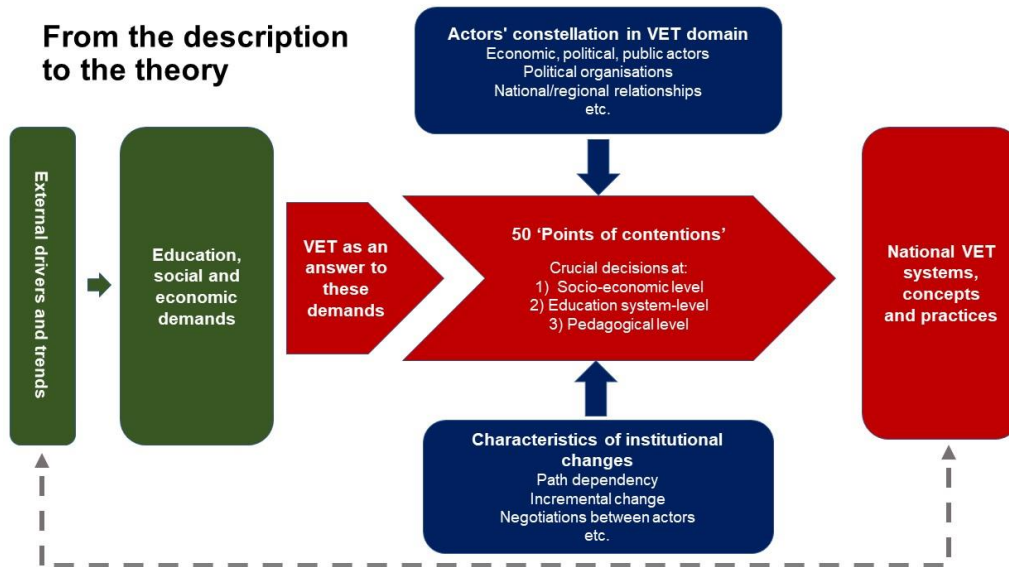 From the description
to the theory
Actors' constellation in VET domain
Economic, political, public actors
Political organisations
National/regional relationships
etc.
External drivers and trends
Education,
social and
economic
demands
VET as an
answer to
these
demands
50 ‘Points of contentions’
Crucial decisions at:
1) Socio-economic level
2) Education system-level
3) Pedagogical level
National VET
systems,
concepts
and practices
Characteristics of institutional
changes
Path dependency
Incremental change
Negotiations between actors
etc.